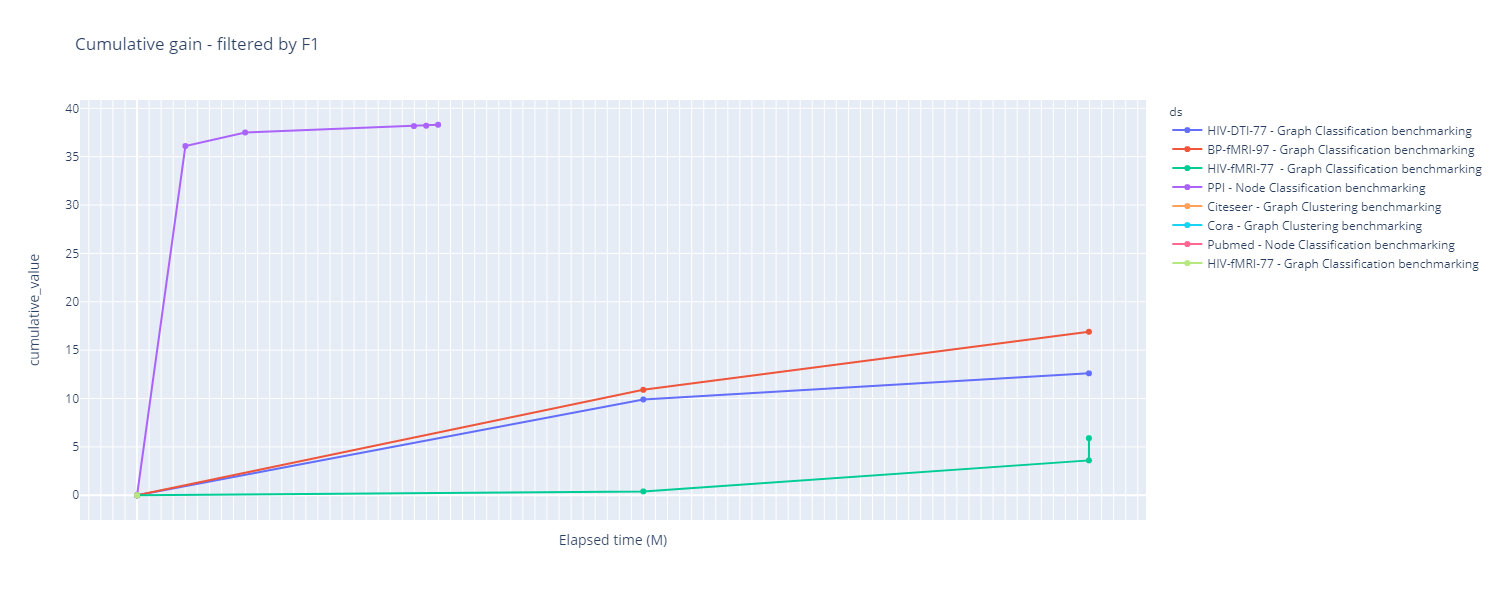 Cumulative gain - filtered by F1
40
35
30
25
20
15
10
5
0
cumulative_value
Elapsed time (M)
ds
HIV-DTI-77 - Graph Classification benchmarking
BP-fMRI-97 - Graph Classification benchmarking
HIV-fMRI-77  - Graph Classification benchmarking
PPI - Node Classification benchmarking
Citeseer - Graph Clustering benchmarking
Cora - Graph Clustering benchmarking
Pubmed - Node Classification benchmarking
HIV-fMRI-77 - Graph Classification benchmarking